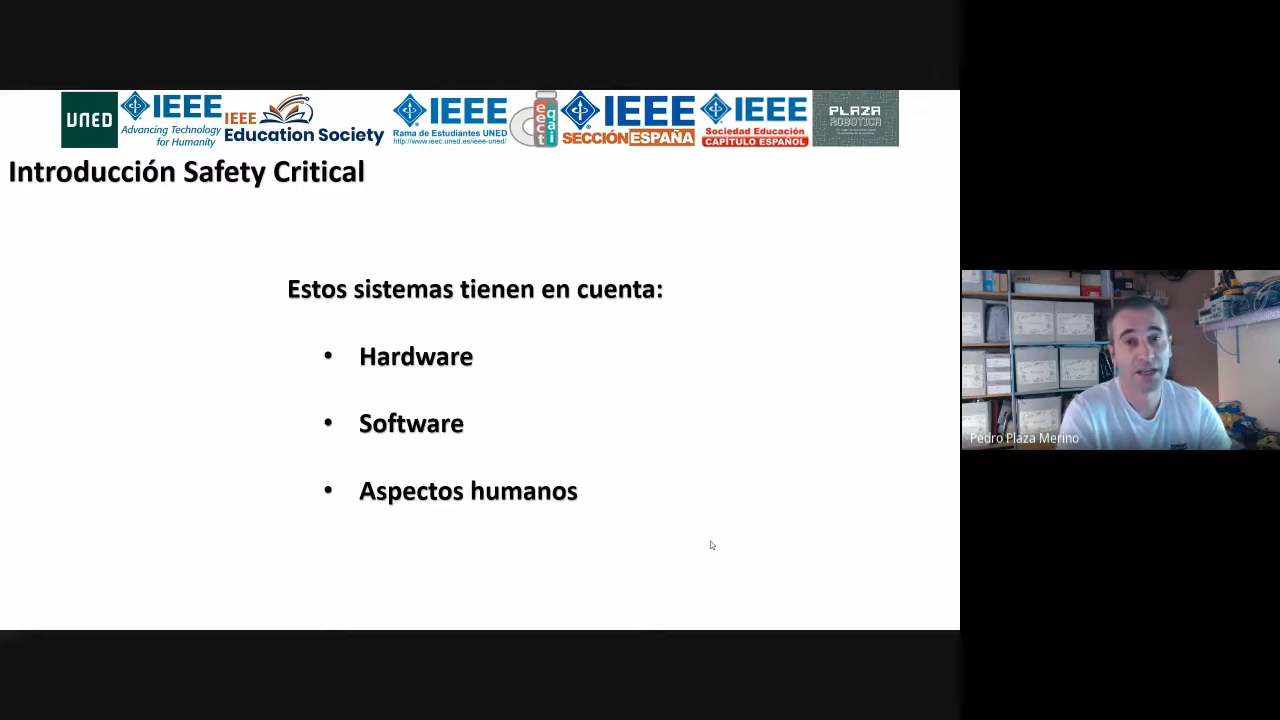 UNED
IEEE
Advancing Technology
for Humanity
IEEE
Education Society
IEEE
Rama de Estudiantes UNED
http://www.ieec.uned.es/ieee-uned/
IEEE
SECCIÓN ESPAÑA
IEEE
Sociedad Educación
CAPÍTULO ESPAÑOL
PLAZA
ROBOTICA
Introducción Safety Critical
Estos sistemas tienen en cuenta:
• Hardware
• Software
• Aspectos humanos
Pedro Plaza Merino